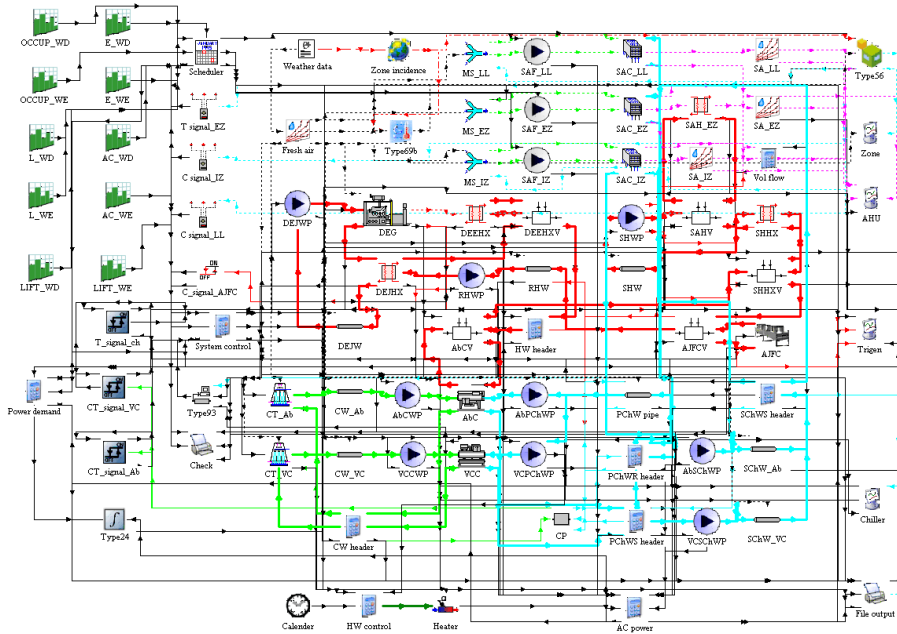 OCCUP_WD
E_WD
Scheduler
Weather data
Zone incidence
MS_LL
SAF_LL
SAC_LL
SA_LL
Type56
OCCUP_WE
E_WE
T signal_EZ
Fresh air
Type69b
MS_EZ
SAF_EZ
SAC_EZ
SAH_EZ
SA_EZ
Zone
L_WD
AC_WD
C signal_IZ
MS_IZ
SAF_IZ
SAC_IZ
SA_IZ
Vol flow
AHU
L_WE
AC_WE
C signal_LL
DEJWP
DEG
DEEHX
DEEHXV
SHWP
SAHV
SHHX
LIFT_WD
LIFT_WE
C_signal_AJFC
DEJHX
RHWP
RHW
SHW
SHHXV
T_signal_ch
System control
DEJW
AbCV
HW header
AJFCV
AJFC
Trigen
Power demand
CT_signal_VC
Type93
CT_Ab
CW_Ab
AbCWP
AbC
AbPChWP
PChW pipe
SChWS header
CT_signal_Ab
Check
CT_VC
CW_VC
VCCWP
VCC
VCPChWP
PChWR header
AbSChWP
SChW_Ab
Chiller
Type24
CW header
CP
PChWS header
VCSChWP
SChW_VC
Calender
HW control
Heater
AC power
File output
ON
OFF